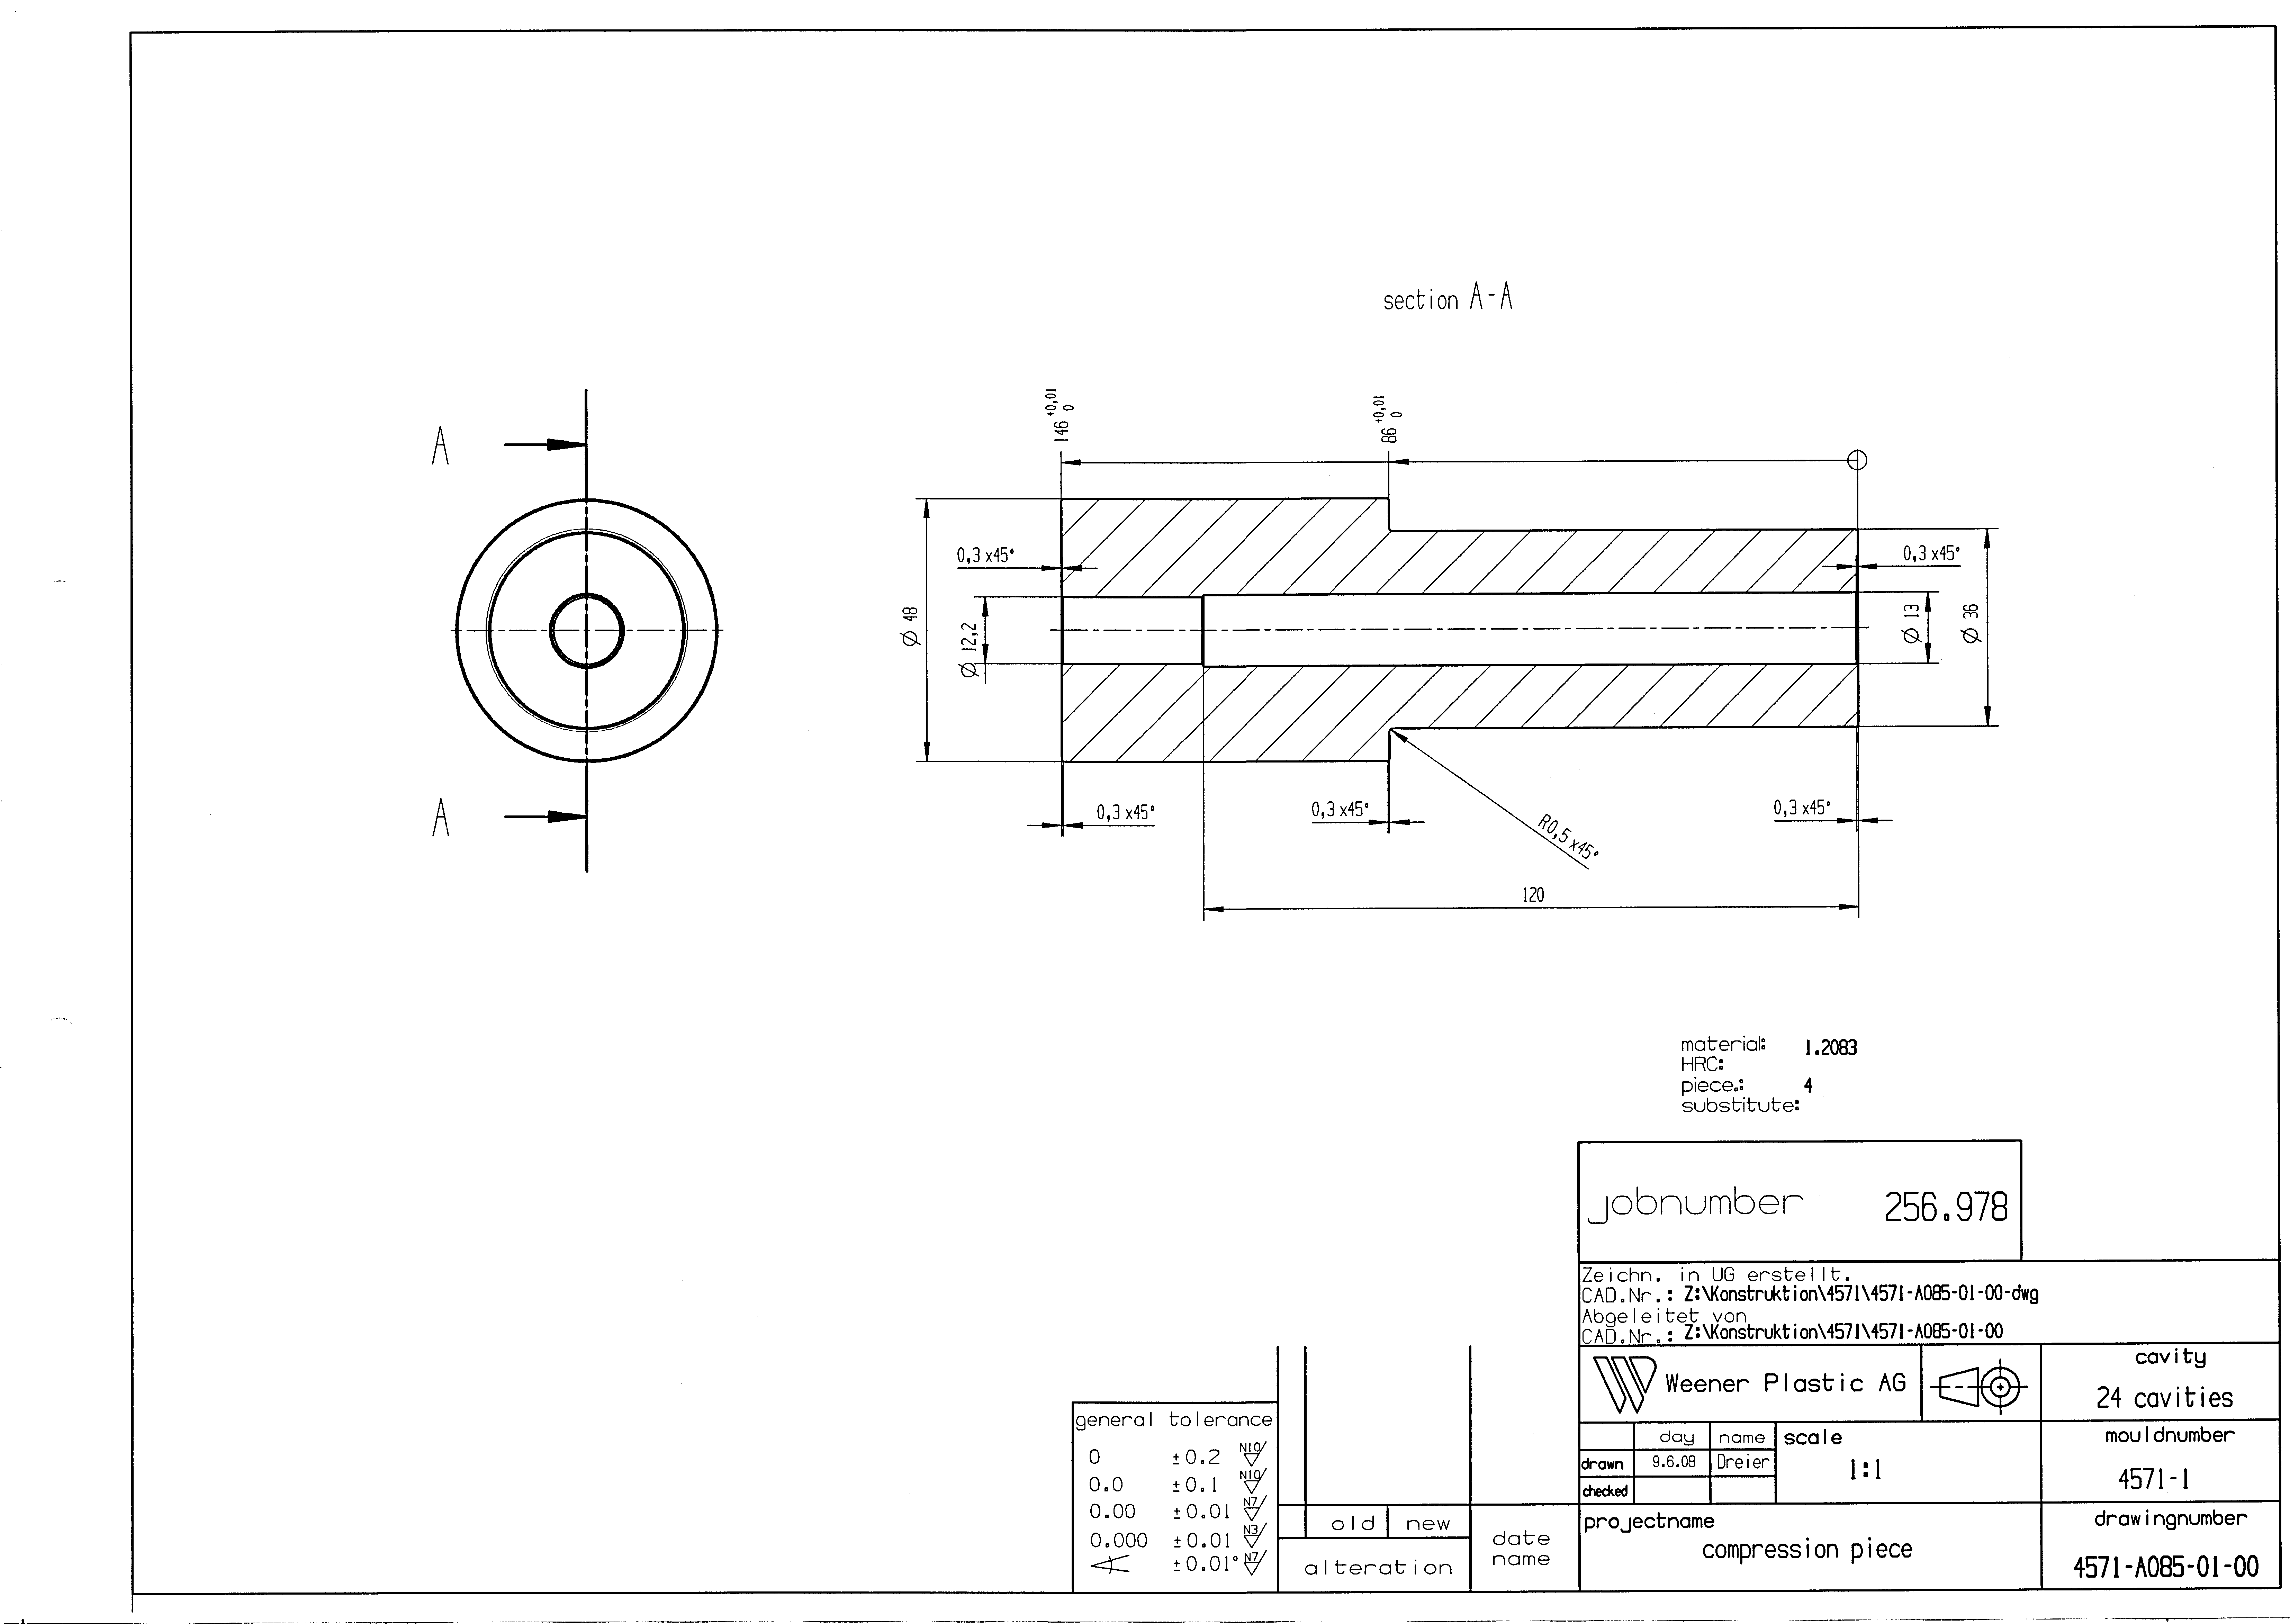 section A-A
A
A
146 +0,01 0
86 +0,01 0
0,3 x45°
0,3 x45°
Ø 48
Ø 12,2
Ø 13
Ø 36
0,3 x45°
0,3 x45°
0,3 x45°
R0,5 x45°
120
material: 1.2083
HRC:
piece.: 4
substitute:
jobnumber 256.978
Zeichn. in UG erstellt.
CAD.Nr.: Z:\Konstruktion\4571\4571-A085-01-00-dwg
Abgeleitet von
CAD.Nr.: Z:\Konstruktion\4571\4571-A085-01-00
Weener Plastic AG
cavity
24 cavities
day name
drawn 9.6.08 Dreier
checked
scale
1:1
mouldnumber
4571-1
projectname
compression piece
drawingnumber
4571-A085-01-00
general tolerance
0 ±0.2 N10
0.0 ±0.1 N10
0.00 ±0.01 N7
0.000 ±0.01 N3
±0.01° N7
old new
alteration
date
name